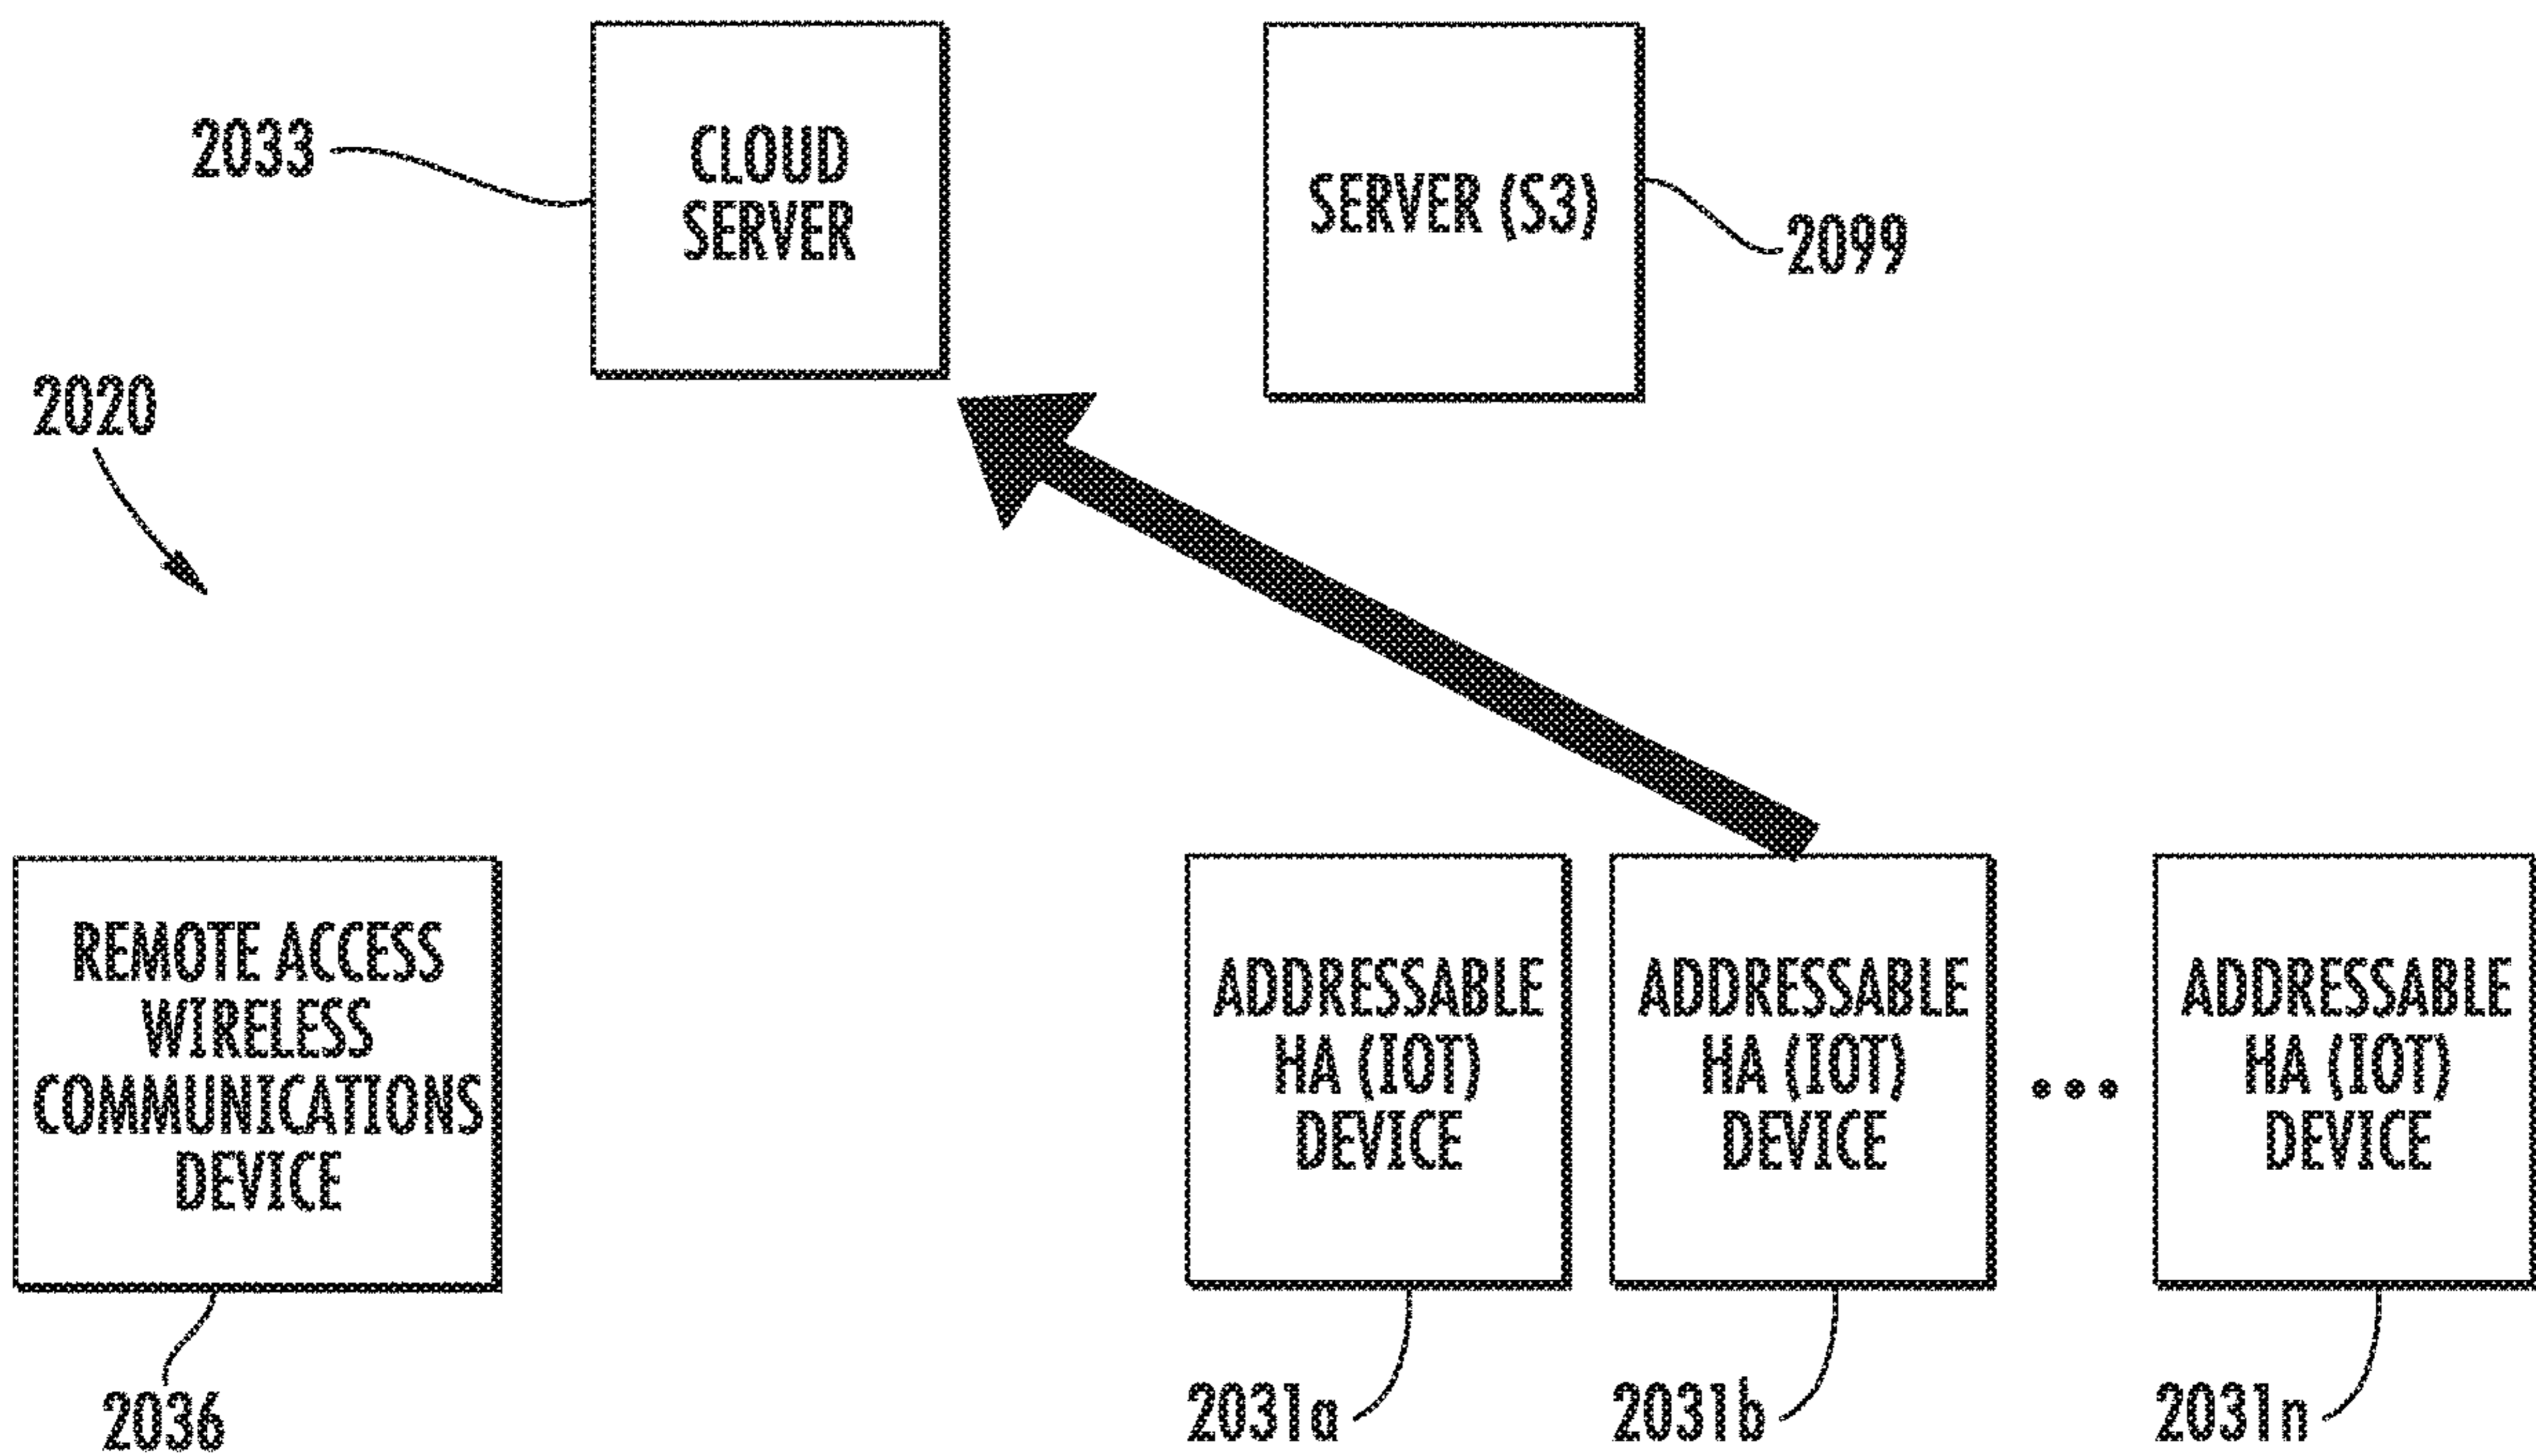 2033
CLOUD
SERVER
SERVER (S3)
2099
2020
REMOTE ACCESS
WIRELESS
COMMUNICATIONS
DEVICE
2036
ADDRESSABLE
HA (IOT)
DEVICE
2031a
ADDRESSABLE
HA (IOT)
DEVICE
2031b
ADDRESSABLE
HA (IOT)
DEVICE
2031n